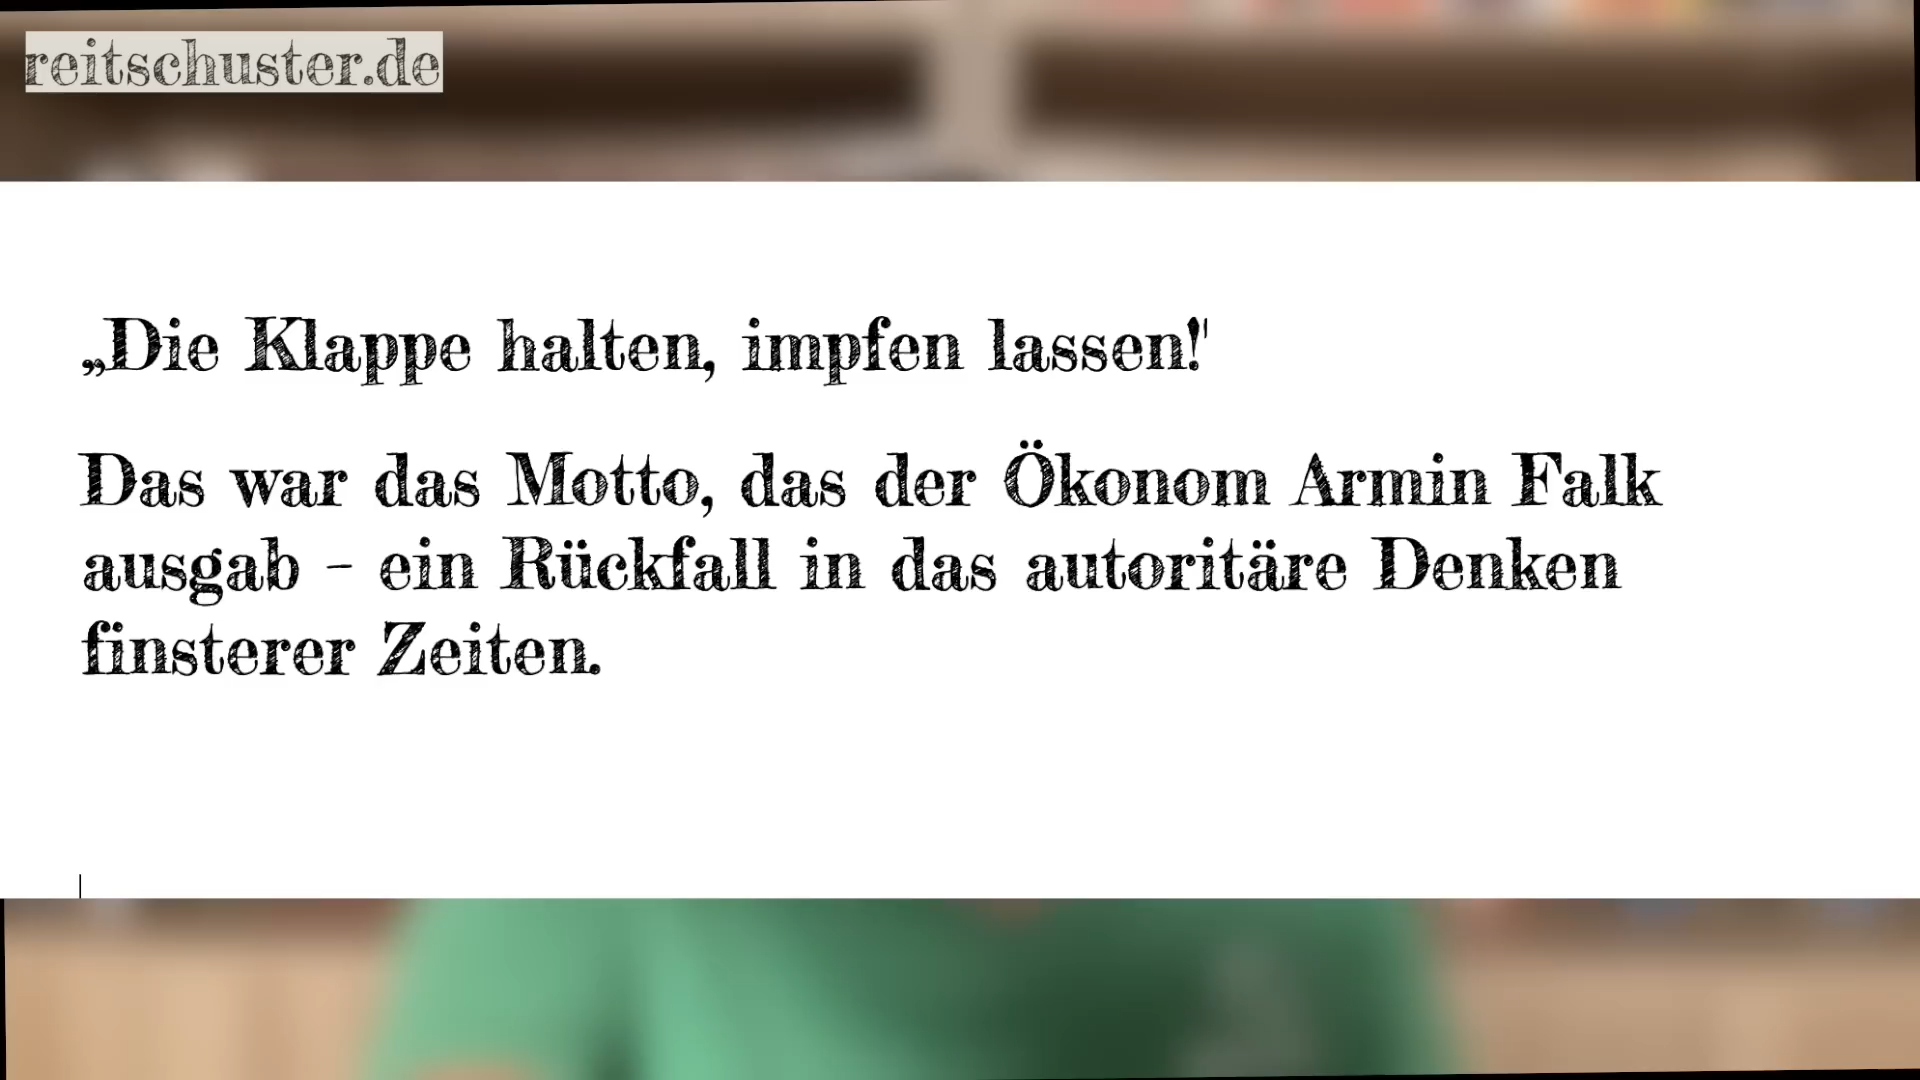 reitschuster.de
„Die Klappe halten, impfen lassen!"
Das war das Motto, das der Ökonom Armin Falk
ausgab – ein Rückfall in das autoritäre Denken
finsterer Zeiten.